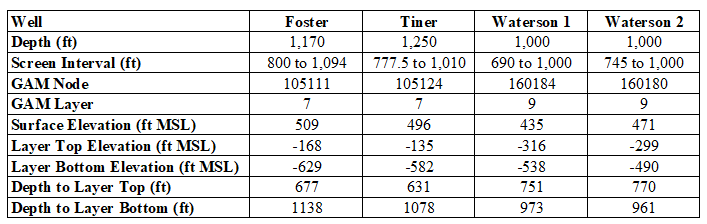 Well Foster Tiner Waterson 1 Waterson 2
Depth (ft) 1,170 1,250 1,000 1,000
Screen Interval (ft) 800 to 1,094 777.5 to 1,010 690 to 1,000 745 to 1,000
GAM Node 105111 105124 160184 160180
GAM Layer 7 7 9 9
Surface Elevation (ft MSL) 509 496 435 471
Layer Top Elevation (ft MSL) -168 -135 -316 -299
Layer Bottom Elevation (ft MSL) -629 -582 -538 -490
Depth to Layer Top (ft) 677 631 751 770
Depth to Layer Bottom (ft) 1138 1078 973 961